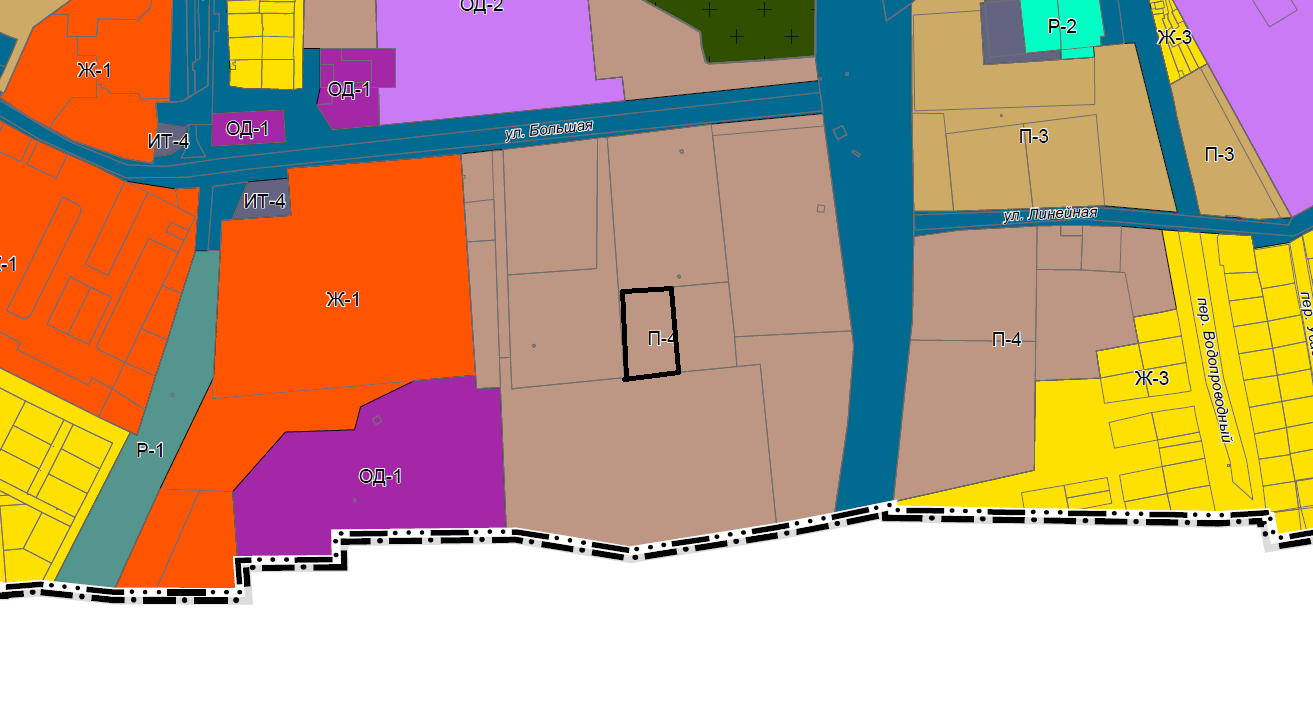 ОД-2
Р-2
Ж-3
Ж-1
ОД-1
ОД-1
ул. Большая
ИТ-4
П-3
П-3
ИТ-4
ул. Линейная
-1
Ж-1
П-4
П-4
пер. Водопроводный
Ж-3
Р-1
ОД-1